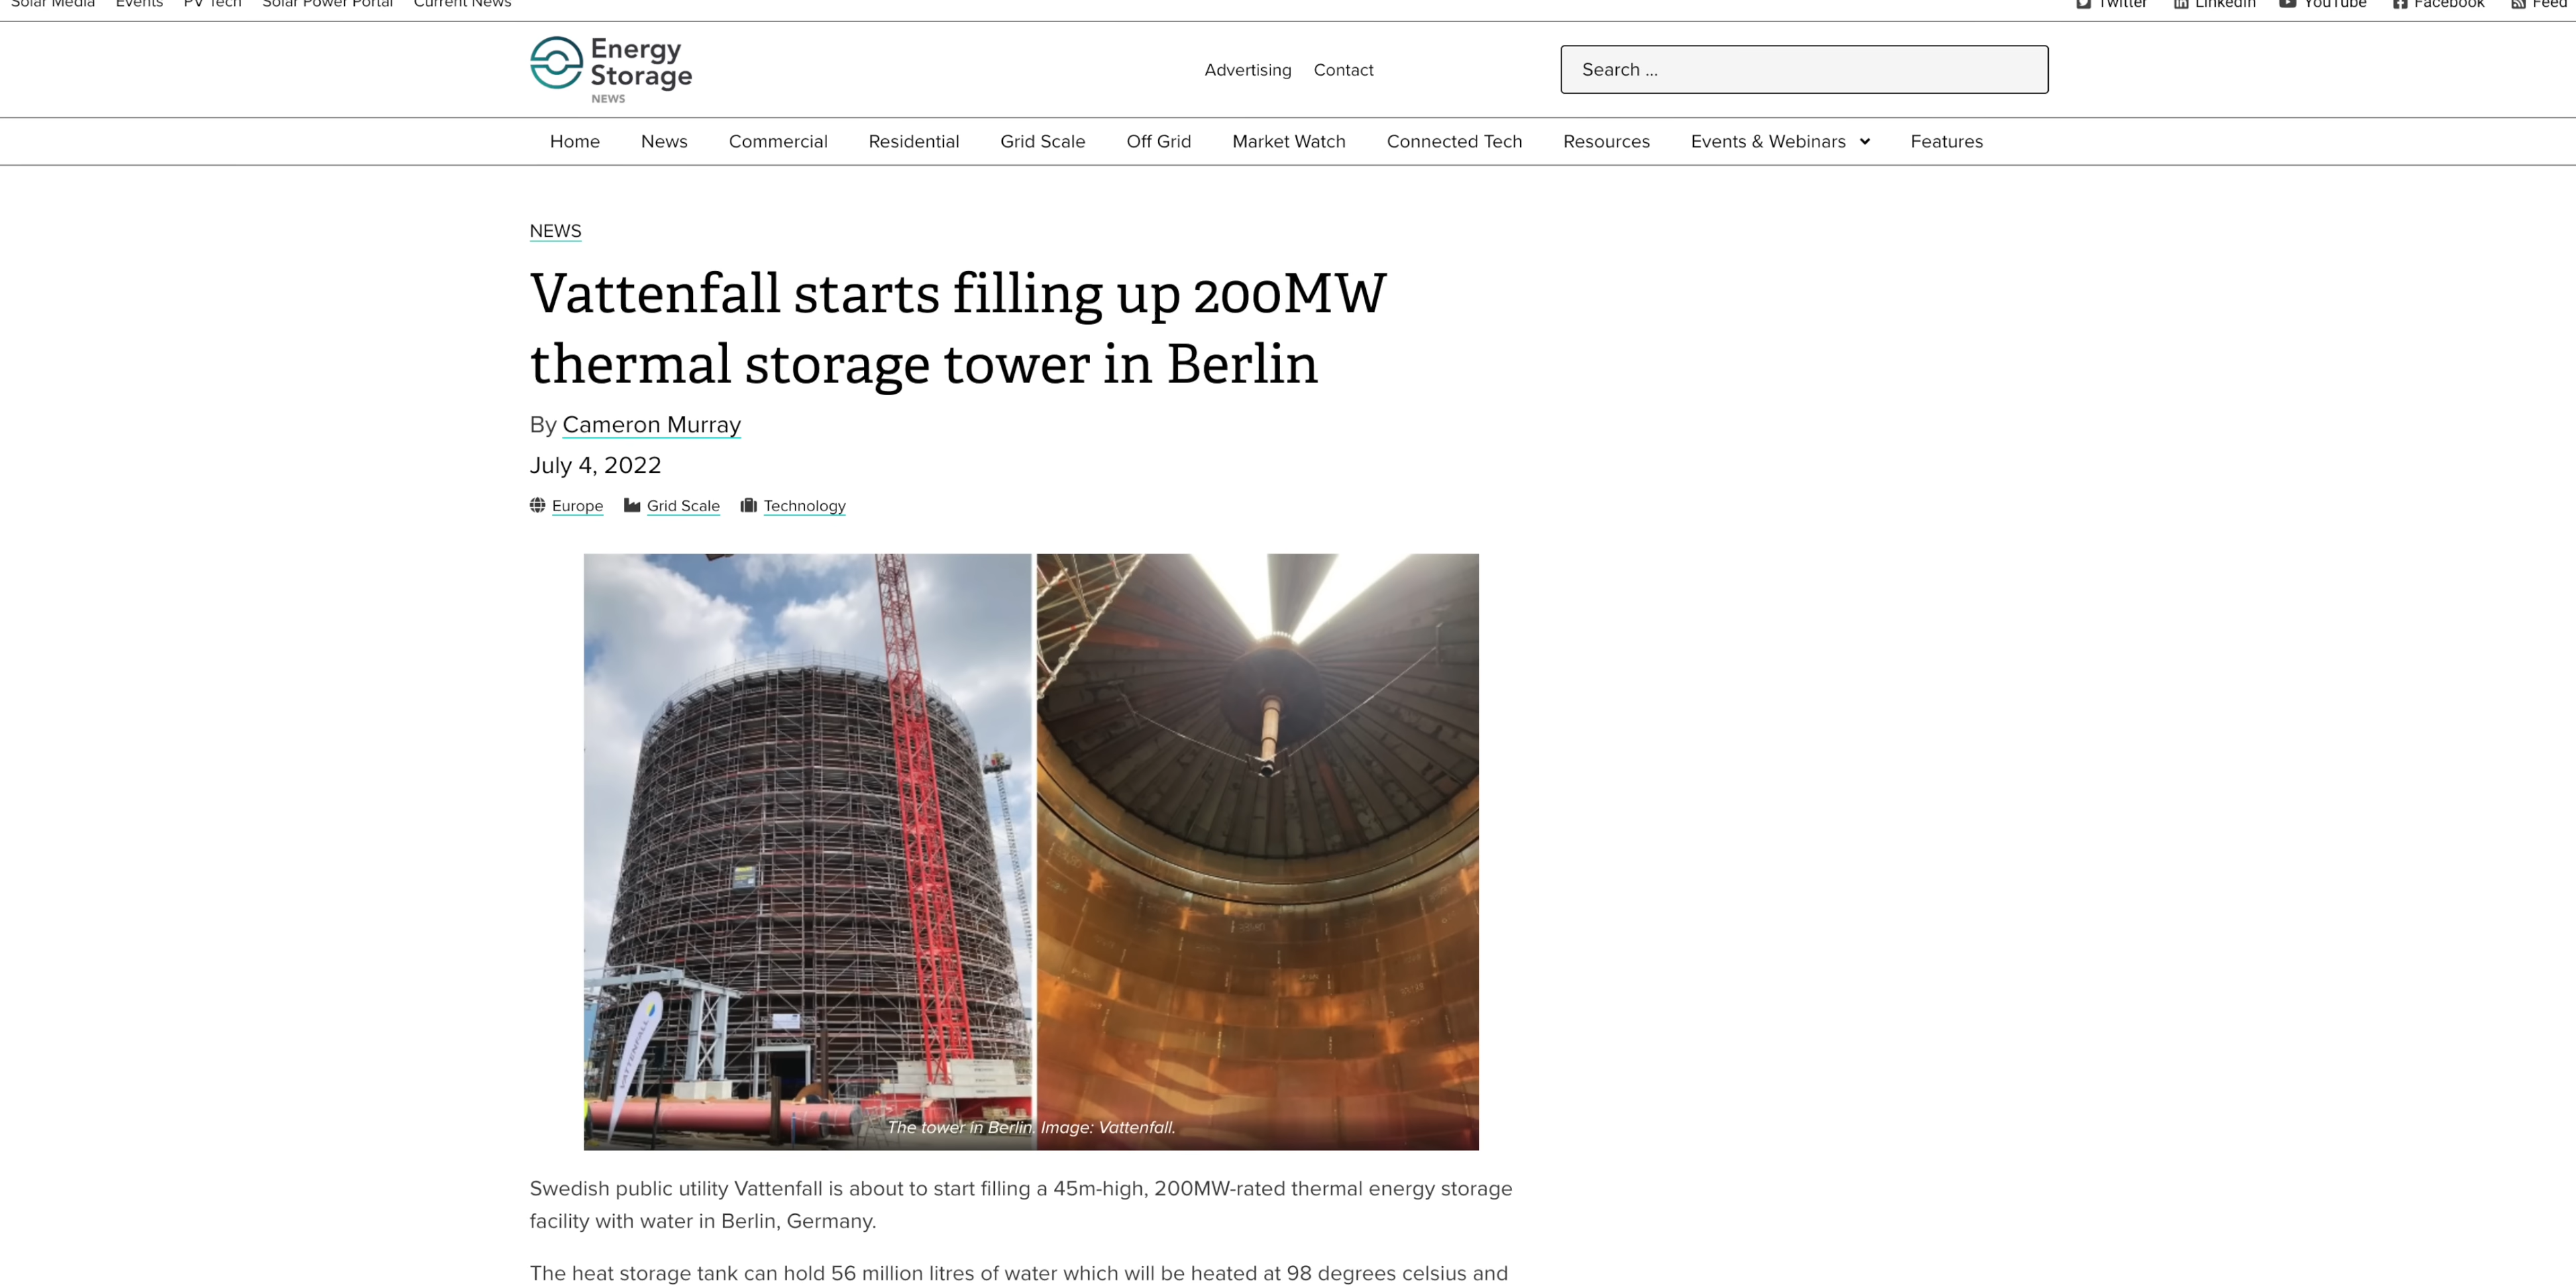 Solar Media Events PV Tech Solar Power Portal Current News
Twitter LinkedIn YouTube Facebook Feed
Energy
Storage
NEWS
Advertising Contact
Search ...
Home News Commercial Residential Grid Scale Off Grid Market Watch Connected Tech Resources Events & Webinars Features
NEWS
Vattenfall starts filling up 200MW
thermal storage tower in Berlin
By Cameron Murray
July 4, 2022
Europe Grid Scale Technology
VATTENFALL
The tower in Berlin. Image: Vattenfall.
Swedish public utility Vattenfall is about to start filling a 45m-high, 200MW-rated thermal energy storage
facility with water in Berlin, Germany.
The heat storage tank can hold 56 million litres of water which will be heated at 98 degrees celsius and